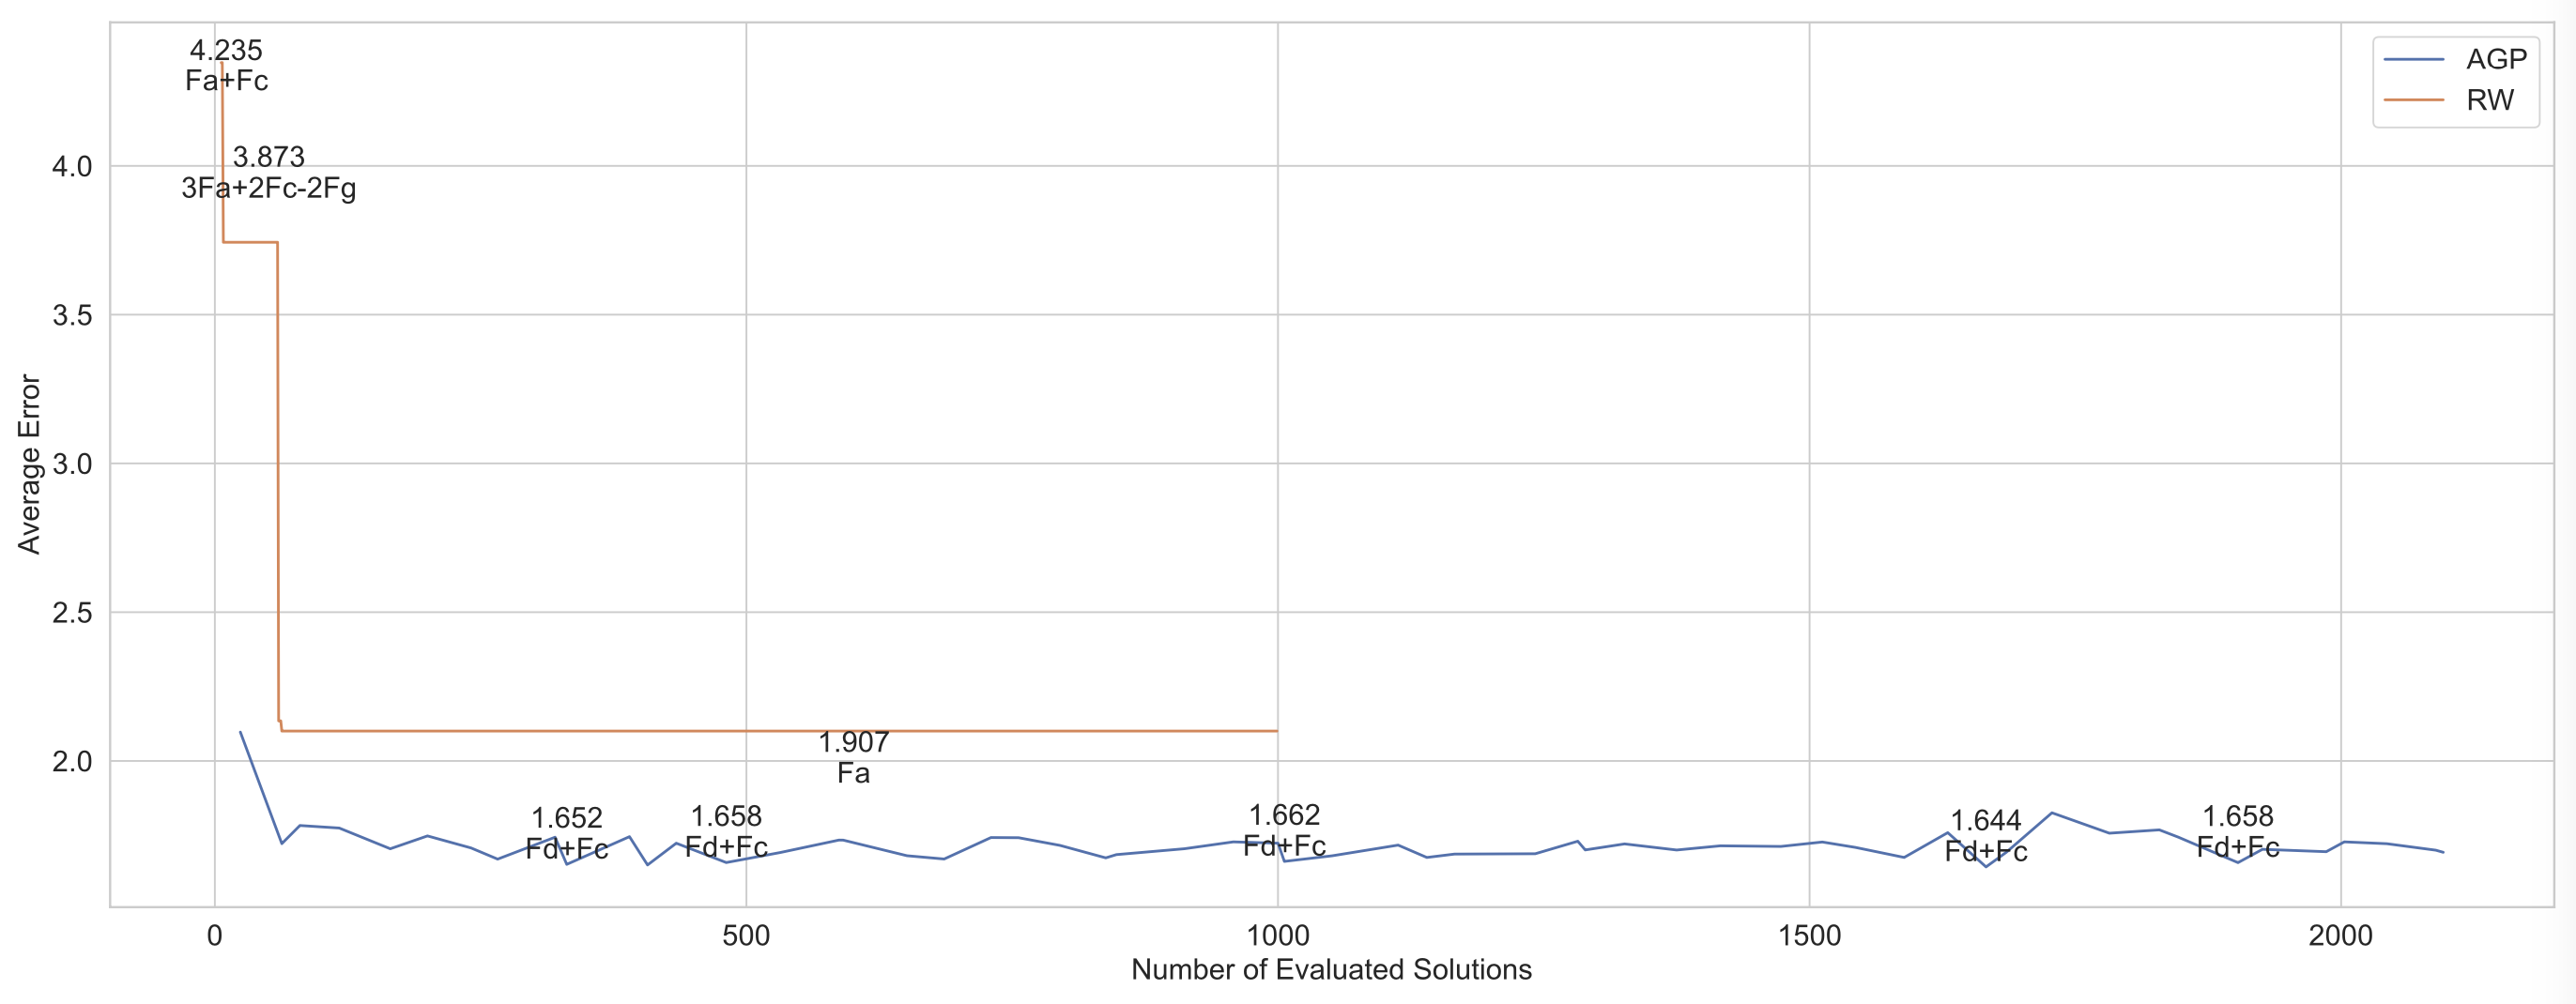 4.235
Fa+Fc
AGP
RW
3.873
3Fa+2Fc-2Fg
4.0
3.5
3.0
2.5
2.0
Average Error
1.907
Fa
1.652
Fd+Fc
1.658
Fd+Fc
1.662
Fd+Fc
1.644
Fd+Fc
1.658
Fd+Fc
0
500
1000
1500
2000
Number of Evaluated Solutions